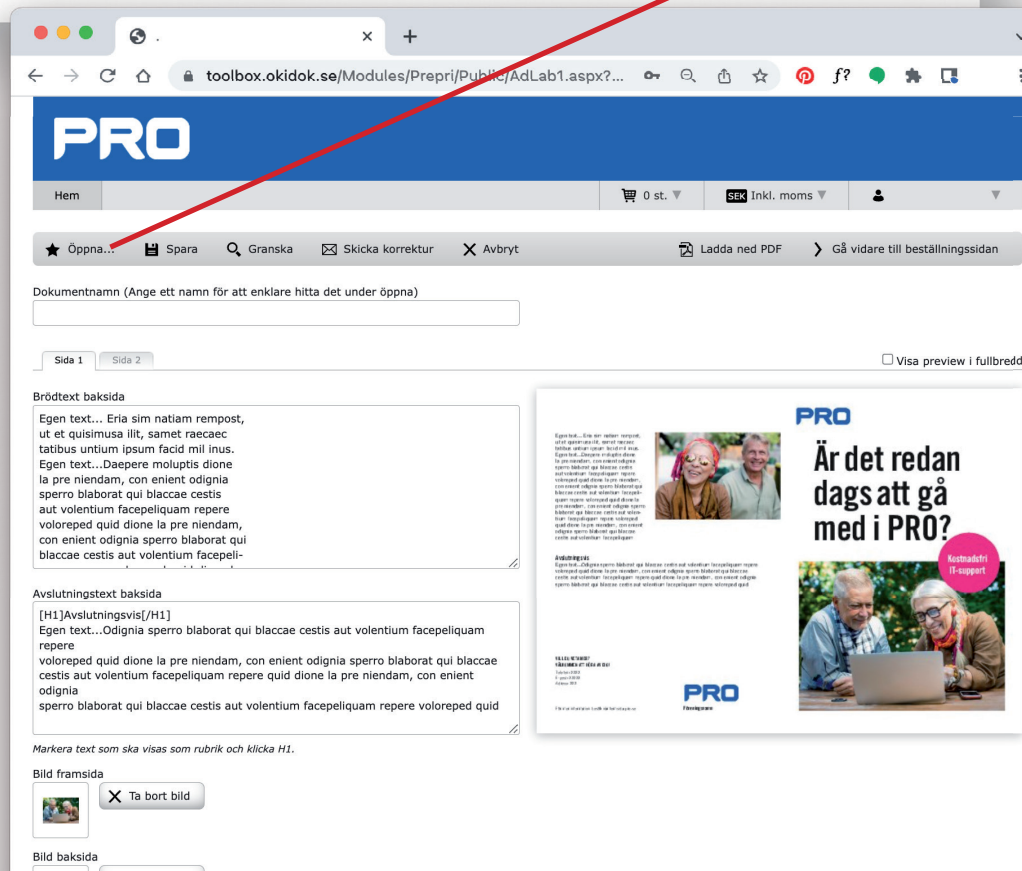 .
toolbox.okidok.se/Modules/Prepri/Public/AdLab1.aspx?...
f?
PRO
Hem
0 st.
SEK Inkl. moms
Öppna...
Spara
Granska
Skicka korrektur
Avbryt
Ladda ned PDF
Gå vidare till beställningssidan
Dokumentnamn (Ange ett namn för att enklare hitta det under öppna)
Sida 1
Sida 2
Visa preview i fullbredd
Brödtext baksida
Egen text... Eria sim natiam rempost,
ut et quisimusa ilit, samet raecaec
tatibus untium ipsum facid mil inus.
Egen text...Daepere moluptis dione
la pre niendam, con enient odignia
sperro blaborat qui blaccae cestis
aut volentium facepeliquam repere
voloreped quid dione la pre niendam,
con enient odignia sperro blaborat qui
blaccae cestis aut volentium facepeli-
Avslutningstext baksida
[H1]Avslutningsvis[/H1]
Egen text...Odignia sperro blaborat qui blaccae cestis aut volentium facepeliquam
repere
voloreped quid dione la pre niendam, con enient odignia sperro blaborat qui blaccae
cestis aut volentium facepeliquam repere quid dione la pre niendam, con enient
odignia
sperro blaborat qui blaccae cestis aut volentium facepeliquam repere voloreped quid
Markera text som ska visas som rubrik och klicka H1.
Bild framsida
Ta bort bild
Bild baksida
PRO
Är det redan
dags att gå
med i PRO?
Kostnadsfri
IT-support
Avslutningsvis
PRO
Föreningsnamn